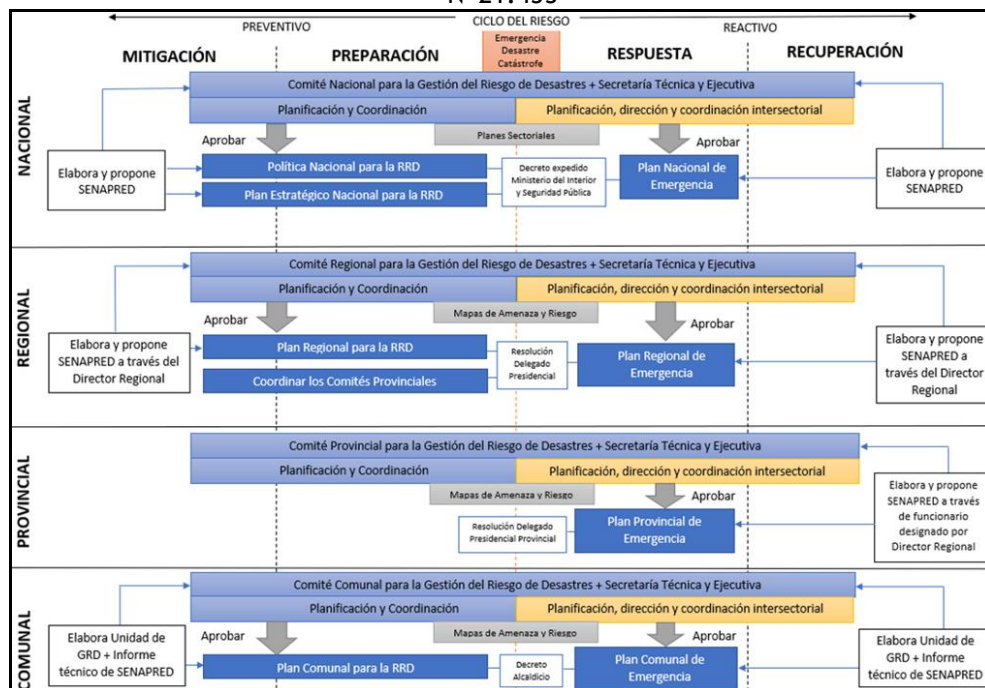 N°21.455
CICLO DEL RIESGO
PREVENTIVO
REACTIVO
MITIGACIÓN
PREPARACIÓN
Emergencia
Desastre
Catástrofe
RESPUESTA
RECUPERACIÓN
NACIONAL
Comité Nacional para la Gestión del Riesgo de Desastres + Secretaría Técnica y Ejecutiva
Planificación y Coordinación
Planificación, dirección y coordinación intersectorial
Aprobar
Planes Sectoriales
Aprobar
Elabora y propone
SENAPRED
Política Nacional para la RRD
Plan Estratégico Nacional para la RRD
Decreto expedido
Ministerio del Interior
y Seguridad Pública
Plan Nacional de
Emergencia
Elabora y propone
SENAPRED
REGIONAL
Comité Regional para la Gestión del Riesgo de Desastres + Secretaría Técnica y Ejecutiva
Planificación y Coordinación
Planificación, dirección y coordinación intersectorial
Aprobar
Mapas de Amenaza y Riesgo
Aprobar
Elabora y propone
SENAPRED a través del
Director Regional
Plan Regional para la RRD
Coordinar los Comités Provinciales
Resolución
Delegado
Presidencial
Plan Regional de
Emergencia
Elabora y propone
SENAPRED a
través del Director
Regional
PROVINCIAL
Comité Provincial para la Gestión del Riesgo de Desastres + Secretaría Técnica y Ejecutiva
Planificación y Coordinación
Planificación, dirección y coordinación intersectorial
Mapas de Amenaza y Riesgo
Aprobar
Resolución Delegado
Presidencial Provincial
Plan Provincial de
Emergencia
Elabora y propone
SENAPRED a través
de funcionario
designado por
Director Regional
COMUNAL
Comité Comunal para la Gestión del Riesgo de Desastres + Secretaría Técnica y Ejecutiva
Planificación y Coordinación
Planificación, dirección y coordinación intersectorial
Aprobar
Mapas de Amenaza y Riesgo
Aprobar
Elabora Unidad de
GRD + Informe
técnico de SENAPRED
Plan Comunal para la RRD
Decreto
Alcaldicio
Plan Comunal de
Emergencia
Elabora Unidad de
GRD + Informe
técnico de SENAPRED